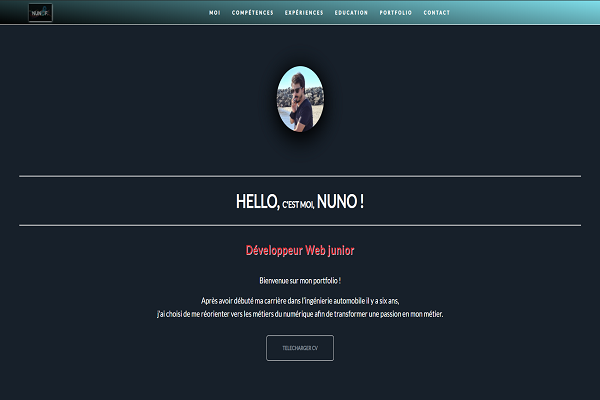 NUNO
MOI COMPÉTENCES EXPÉRIENCES EDUCATION PORTFOLIO CONTACT
HELLO, C'EST MOI, NUNO !
Développeur Web junior
Bienvenue sur mon portfolio !
Après avoir débuté ma carrière dans l'ingénierie automobile il y a six ans,
j'ai choisi de me réorienter vers les métiers du numérique afin de transformer une passion en mon métier.
TELECHARGER CV